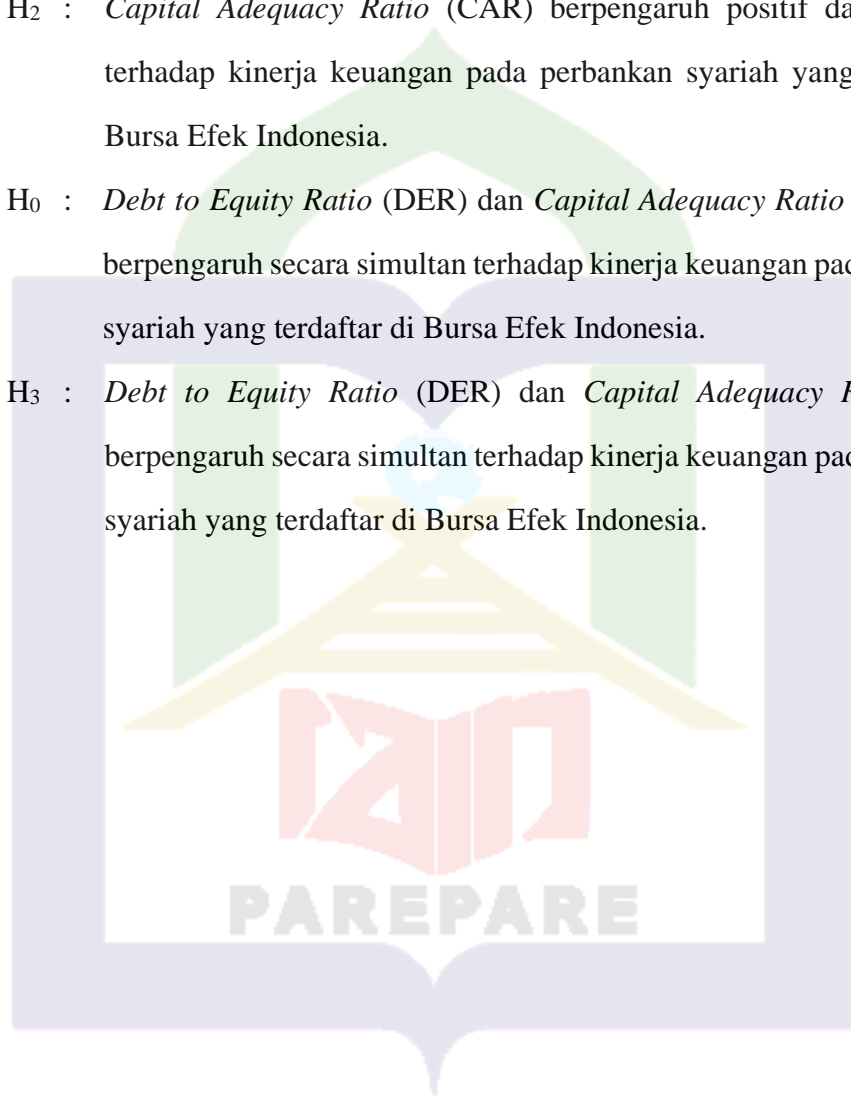 H2 : Capital Adequacy Ratio (CAR) berpengaruh positif
terhadap kinerja keuangan pada perbankan syariah yang
Bursa Efek Indonesia.
H0 : Debt to Equity Ratio (DER) dan Capital Adequacy Ratio
berpengaruh secara simultan terhadap kinerja keuangan
syariah yang terdaftar di Bursa Efek Indonesia.
H3 : Debt to Equity Ratio (DER) dan Capital Adequacy
berpengaruh secara simultan terhadap kinerja keuangan
syariah yang terdaftar di Bursa Efek Indonesia.
PAREPARE